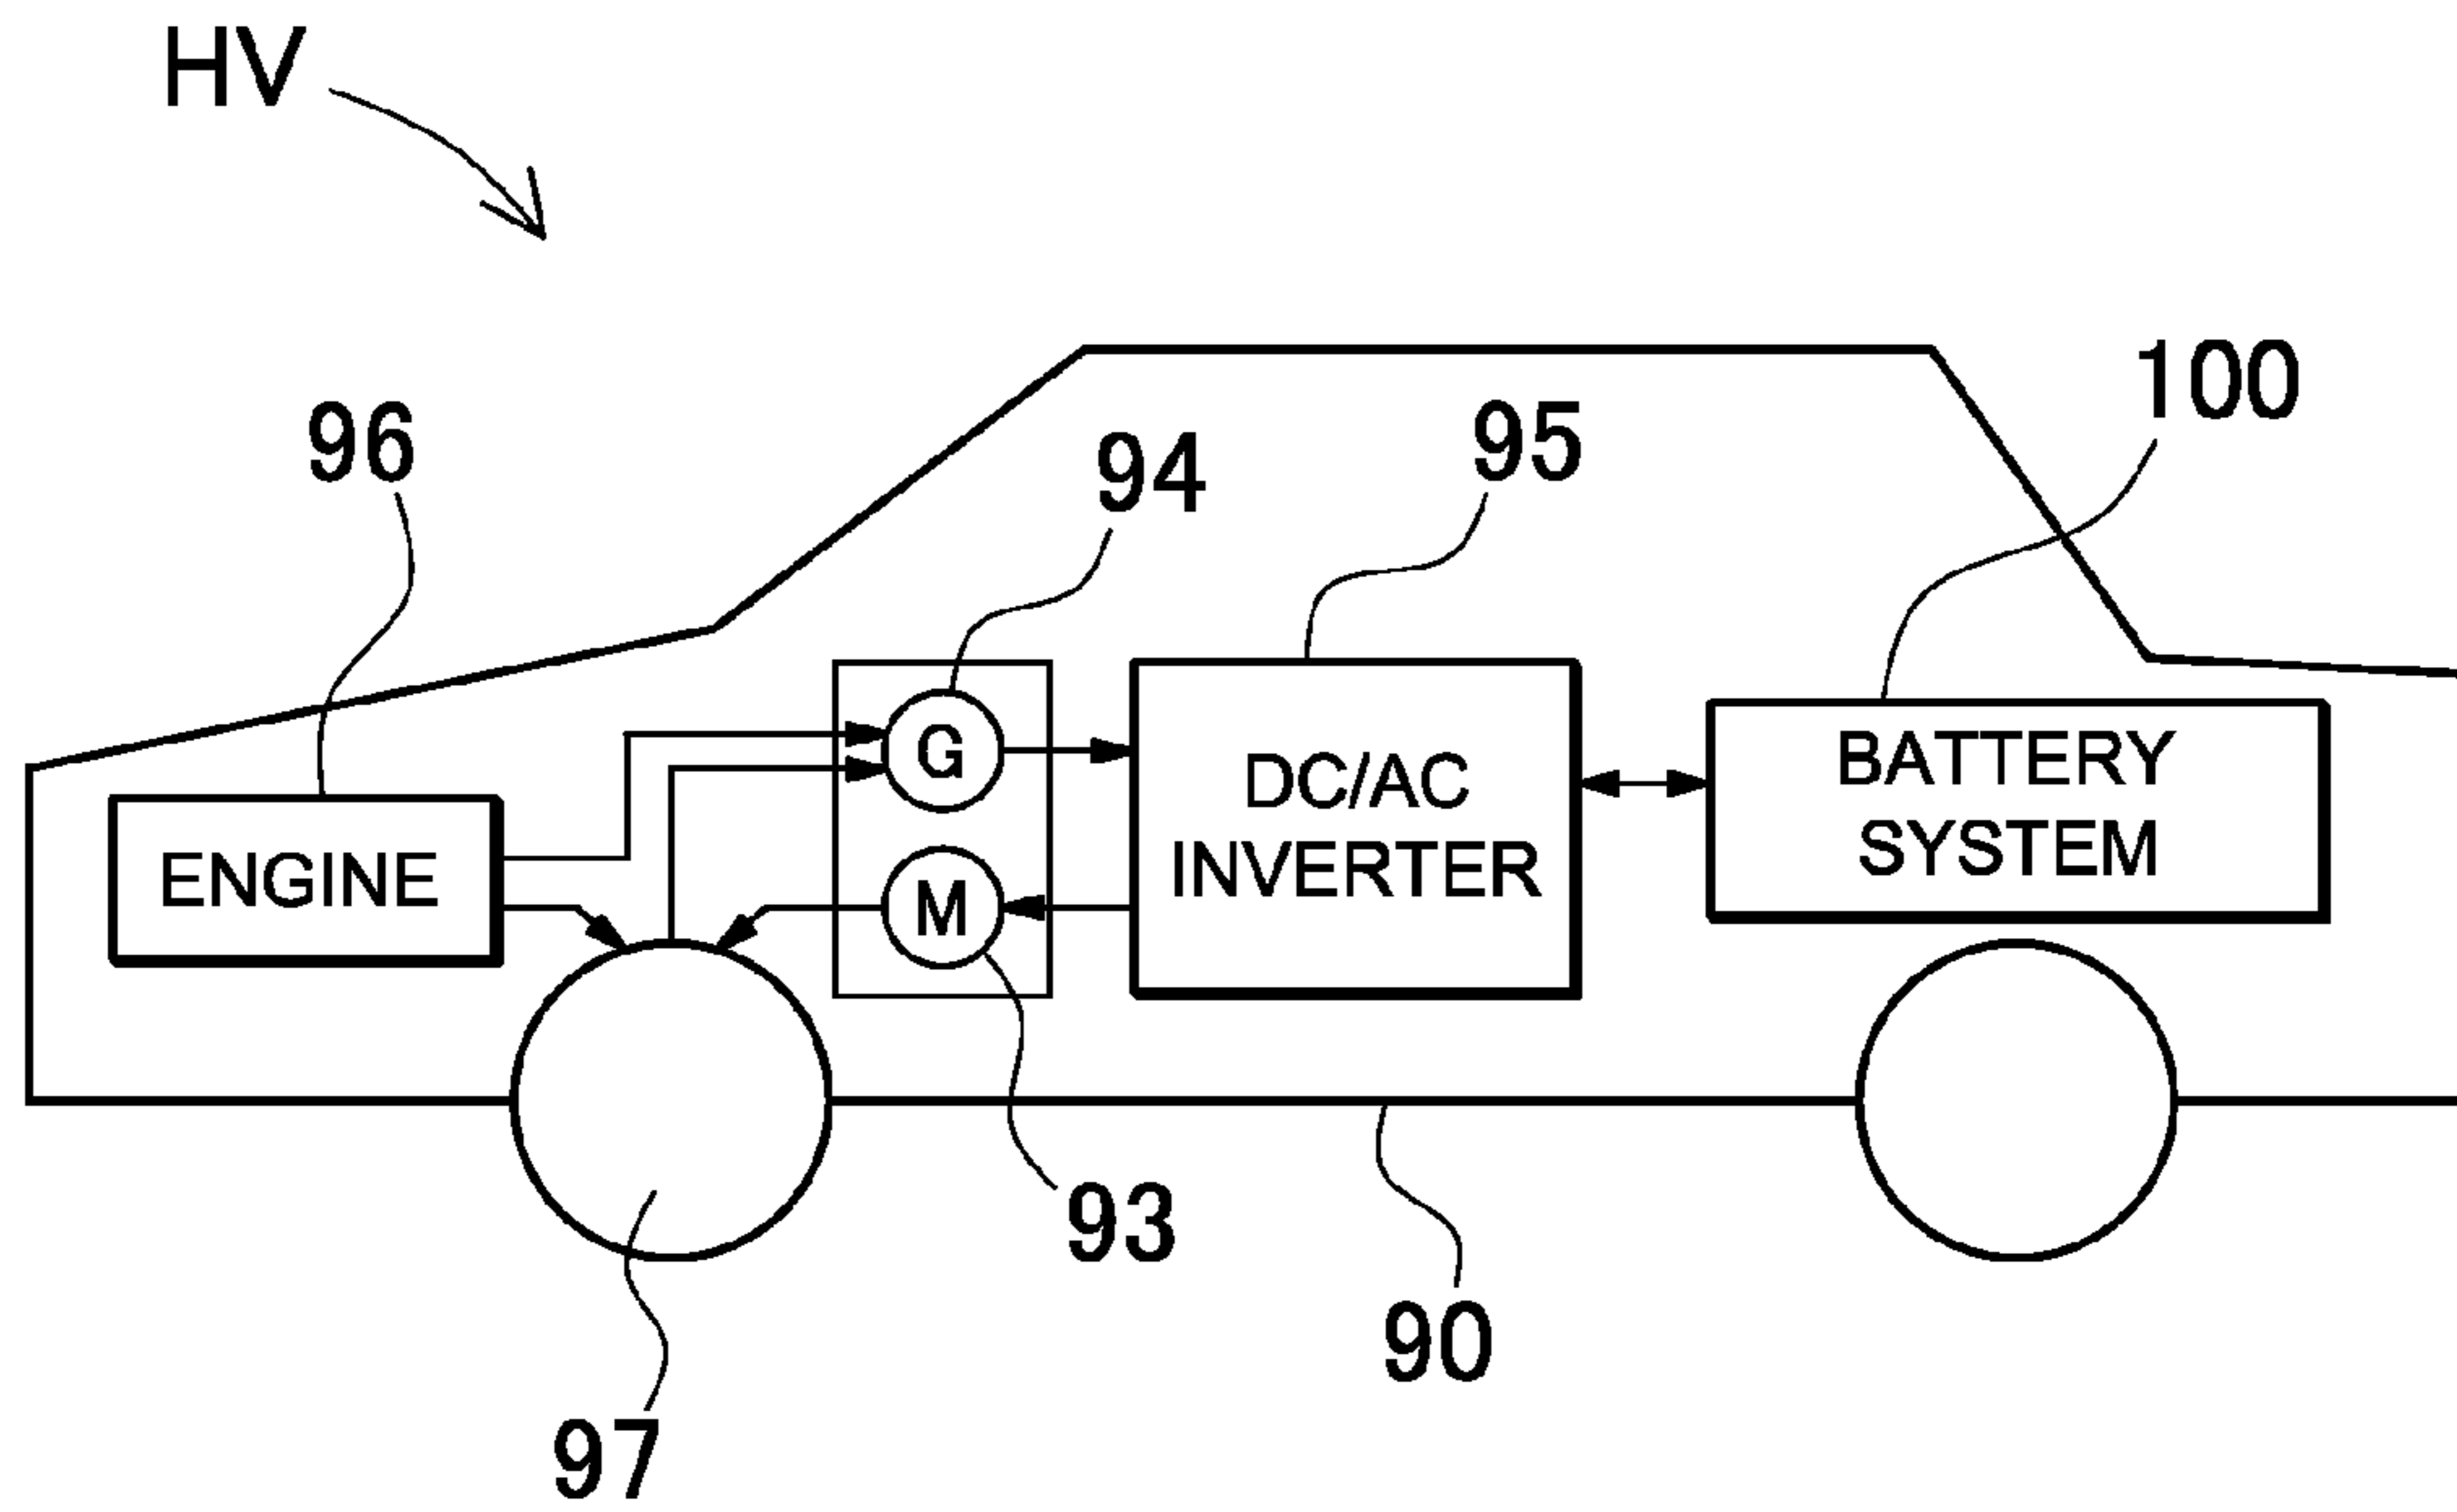 HV
100
96
95
94
G
DC/AC
INVERTER
BATTERY
SYSTEM
ENGINE
M
93
90
97